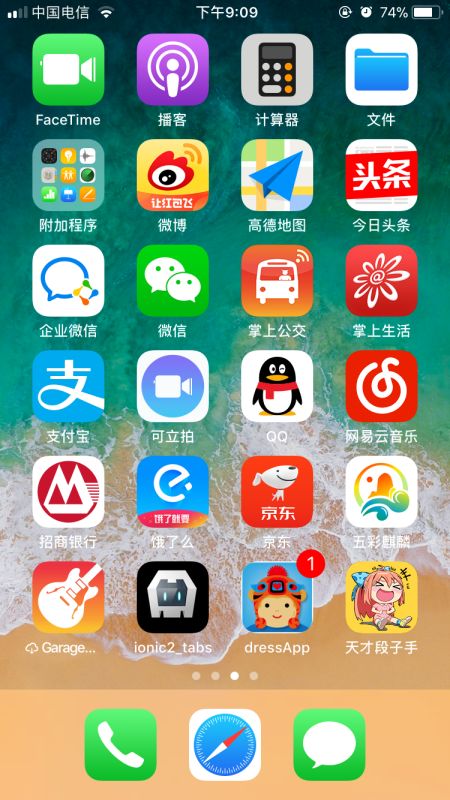 中国电信
下午9:09
74%
FaceTime
播客
计算器
文件
附加程序
让红包飞
微博
高德地图
头条
今日头条
企业微信
微信
掌上公交
掌上生活
支
支付宝
可立拍
QQ
网易云音乐
招商银行
饿了就要
饿了么
京东
京东
五彩麒麟
1
Garage...
ionic2_tabs
dressApp
天才段子手